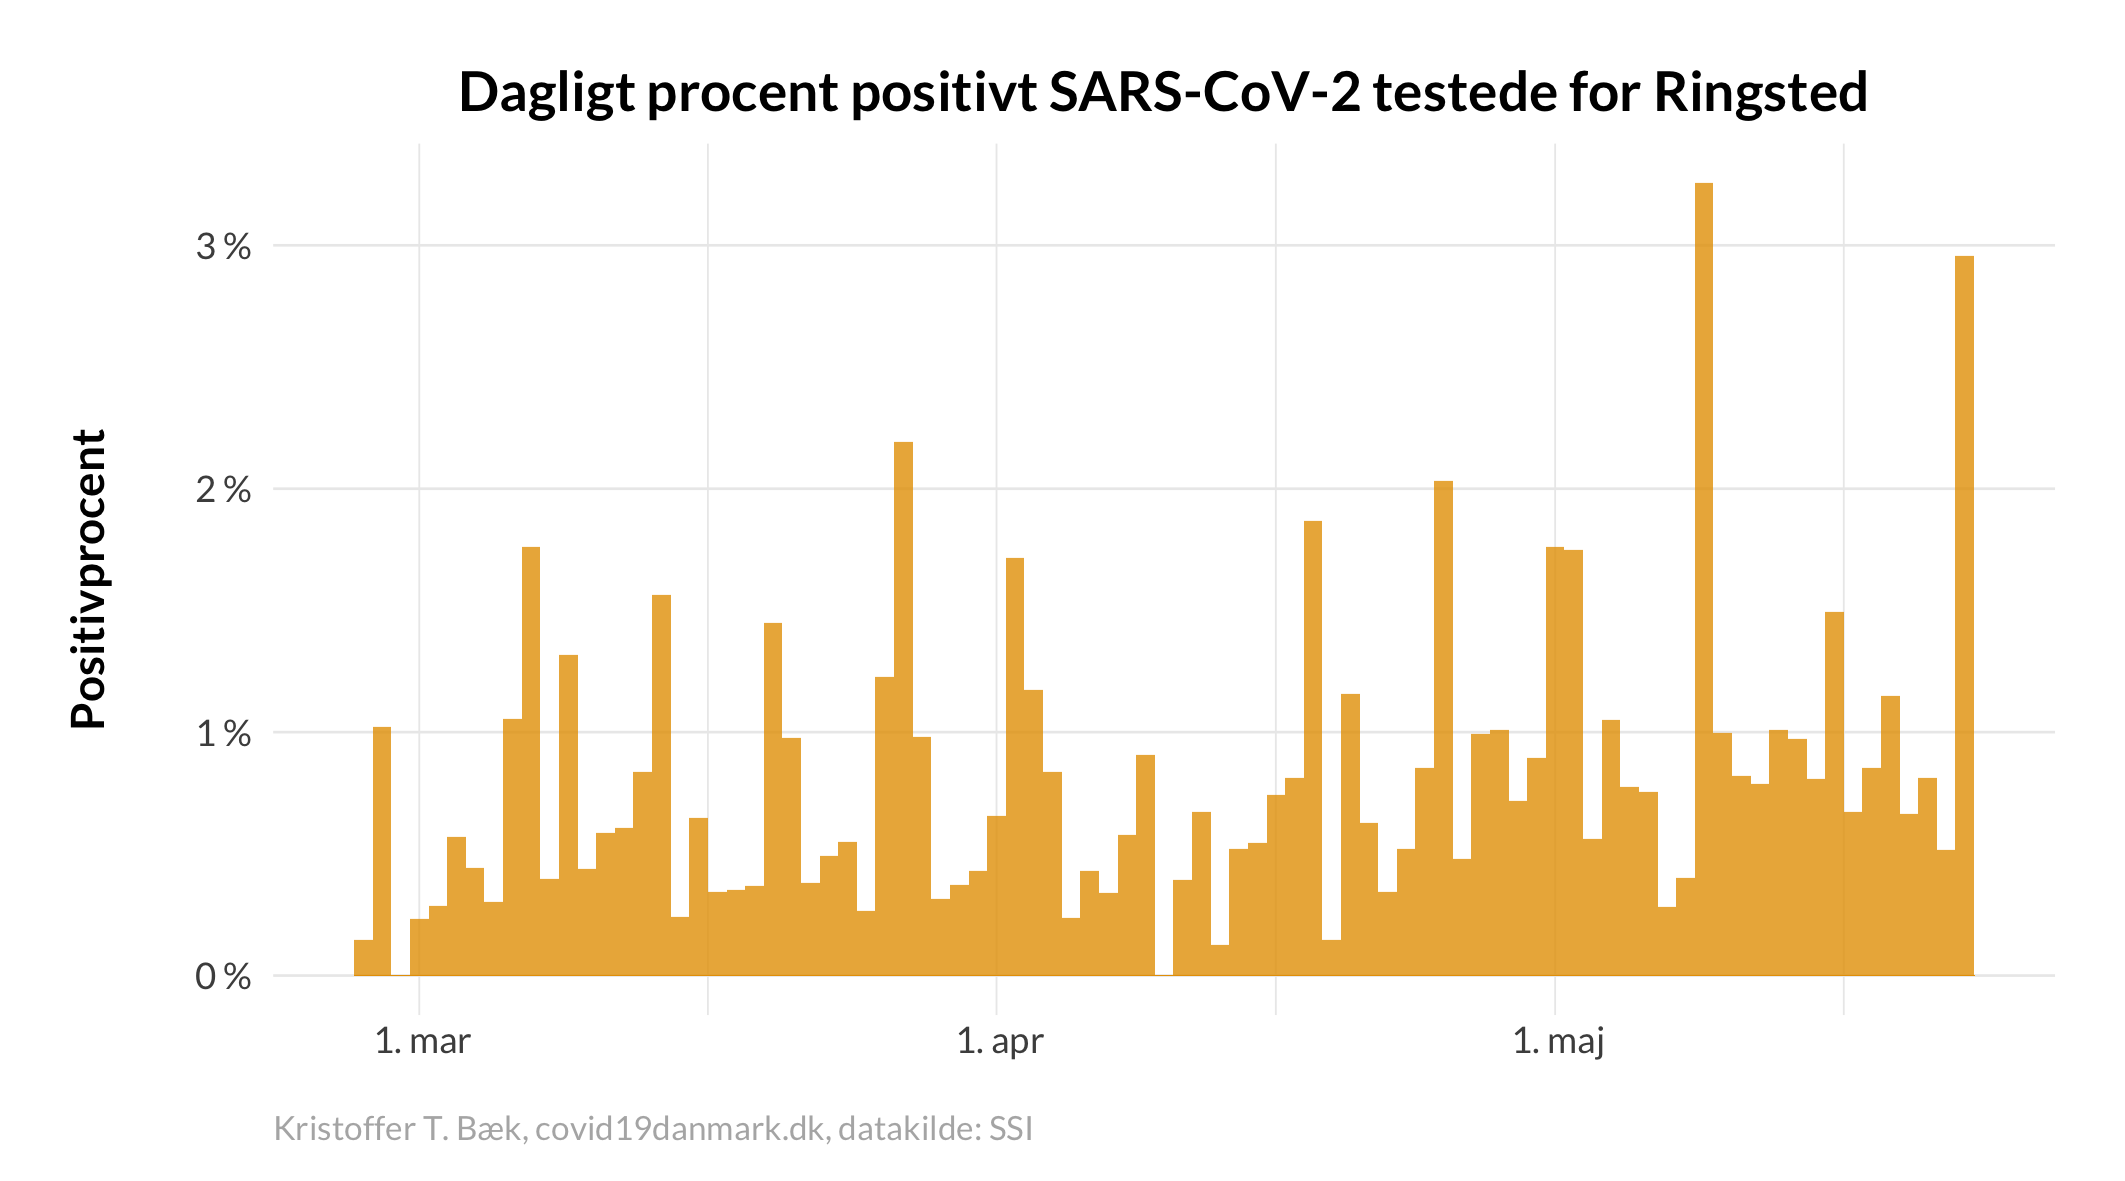 Dagligt procent positivt SARS-CoV-2 testede for Ringsted
Positivprocent
3 %
2 %
1 %
0 %
1. mar
1. apr
1. maj
Kristoffer T. Bæk, covid19danmark.dk, datakilde: SSI